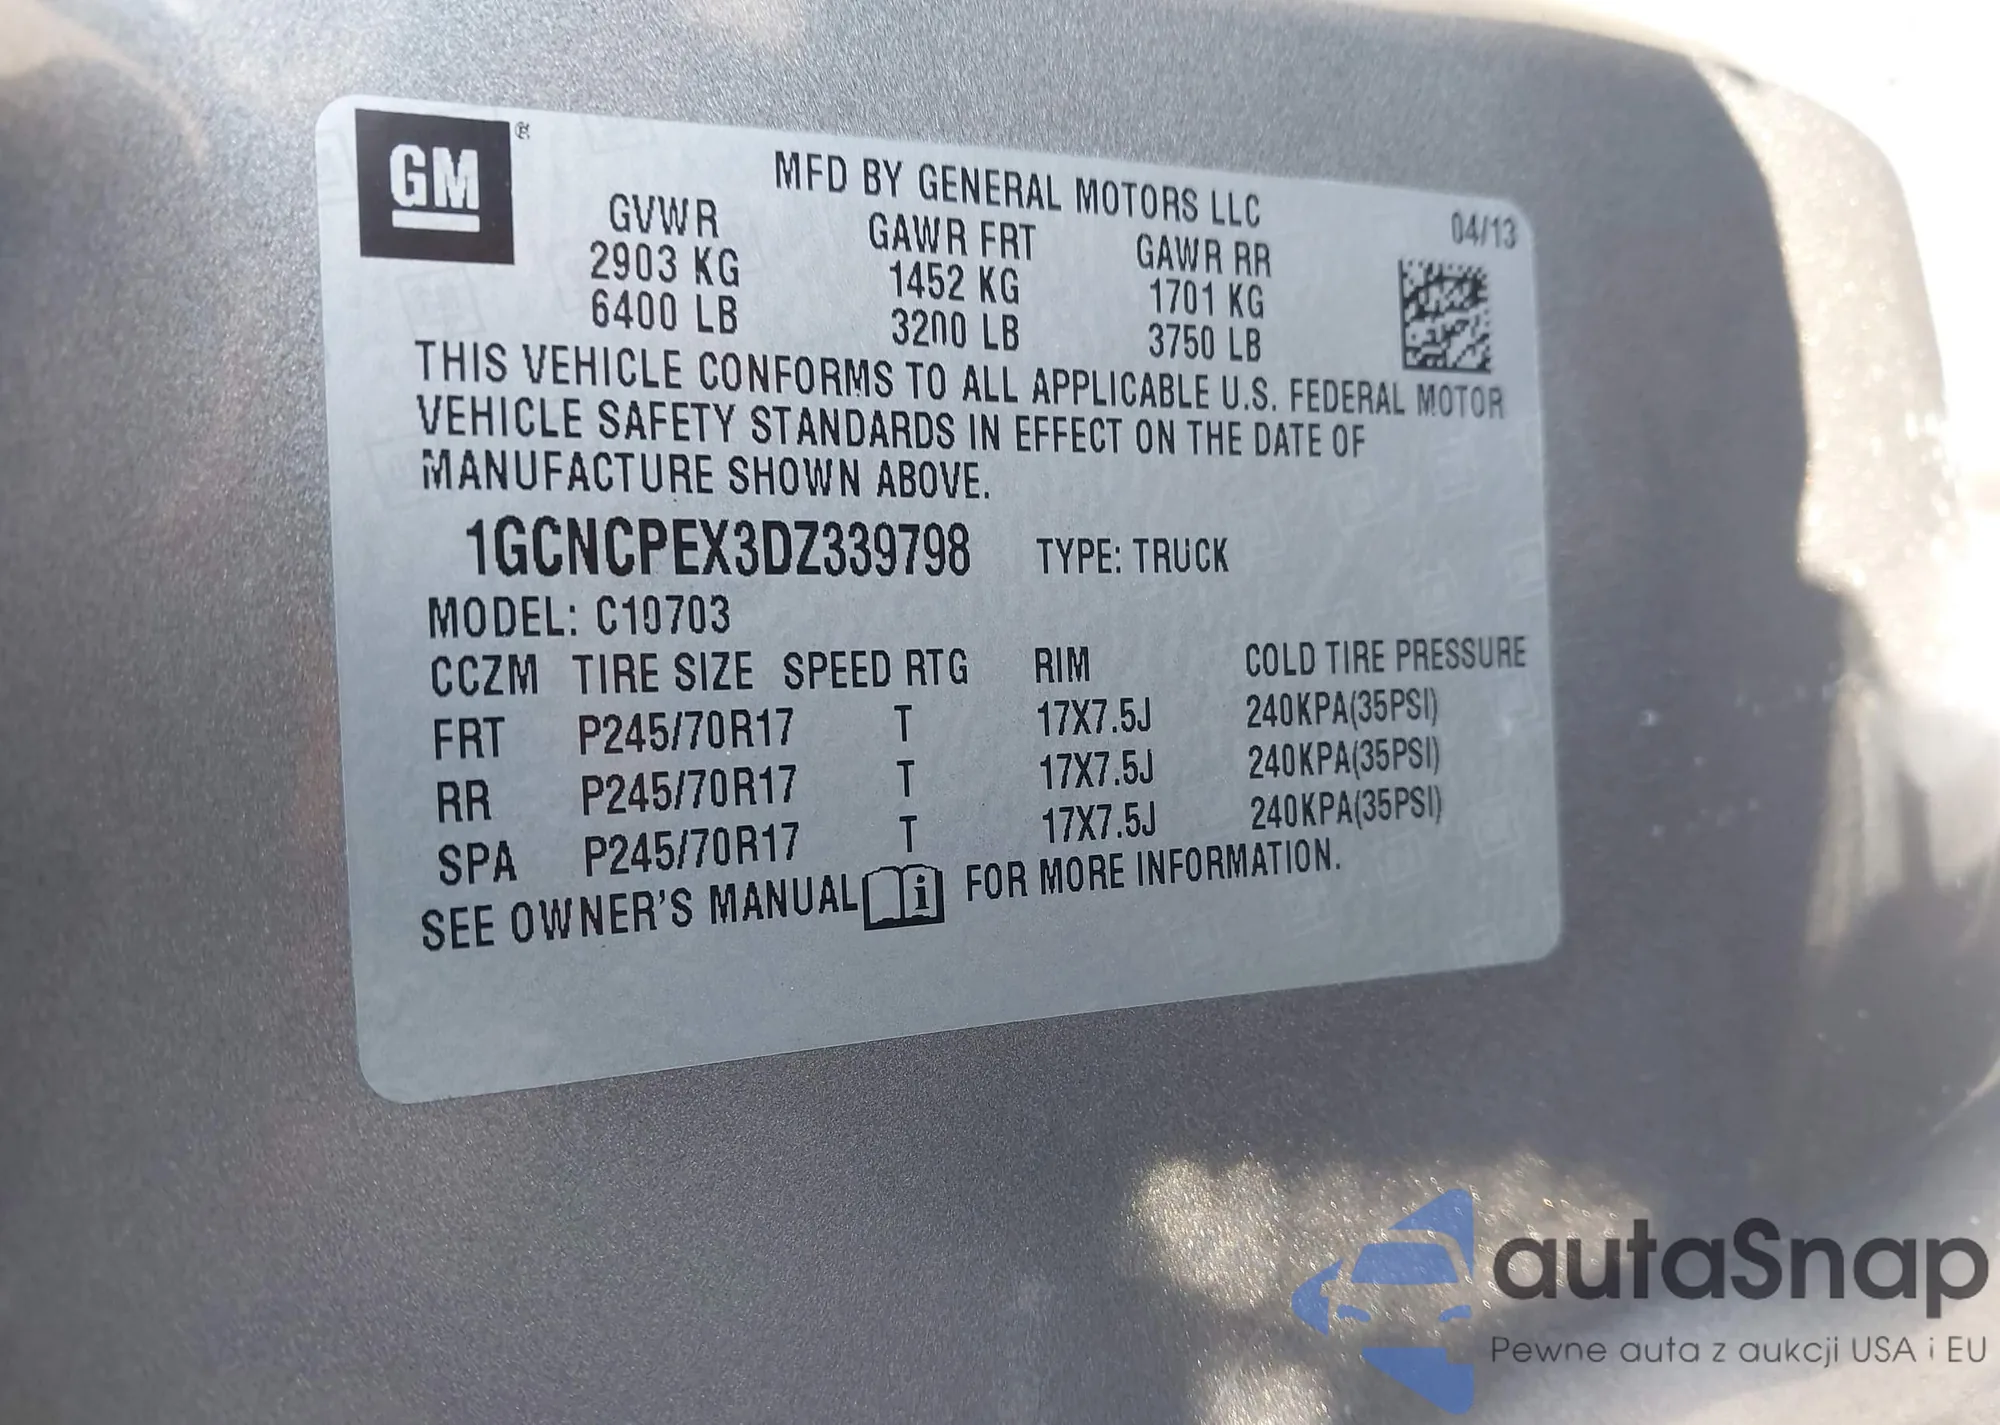 GM ®
MFD BY GENERAL MOTORS LLC
04/13
GVWR GAWR FRT GAWR RR
2903 KG 1452 KG 1701 KG
6400 LB 3200 LB 3750 LB
THIS VEHICLE CONFORMS TO ALL APPLICABLE U.S. FEDERAL MOTOR
VEHICLE SAFETY STANDARDS IN EFFECT ON THE DATE OF
MANUFACTURE SHOWN ABOVE.
1GCNCPEX3DZ339798 TYPE: TRUCK
MODEL: C10703
CCZM TIRE SIZE SPEED RTG RIM COLD TIRE PRESSURE
FRT P245/70R17 T 17X7.5J 240KPA(35PSI)
RR P245/70R17 T 17X7.5J 240KPA(35PSI)
SPA P245/70R17 T 17X7.5J 240KPA(35PSI)
SEE OWNER'S MANUAL i FOR MORE INFORMATION.
autaSnap
Pewne auta z aukcji USA i EU